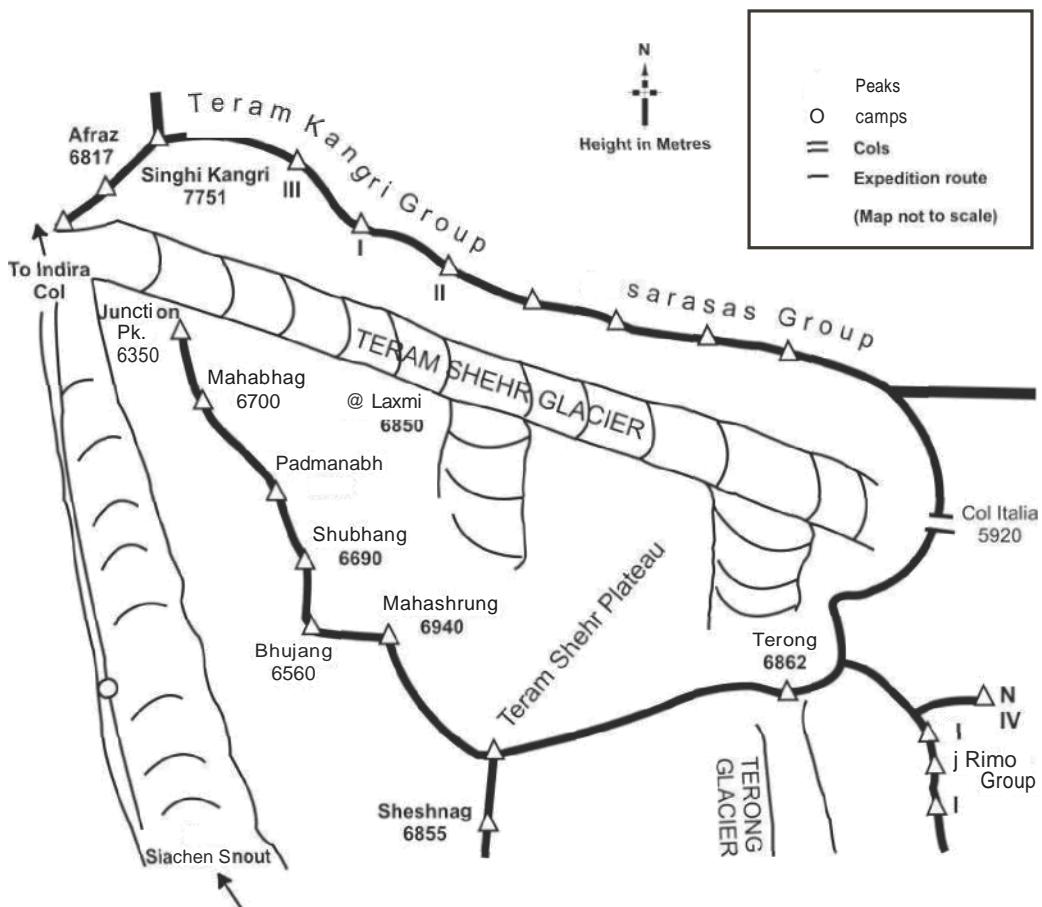 N
Height in Metres
Peaks
camps
Cols
Expedition route
(Map not to scale)
Teram Kangri Group
Afraz
6817
Singhi Kangri
7751
III
I
II
sarasas Group
To Indira
Col
Junction
Pk.
6350
Mahabhag
6700
@ Laxmi
6850
TERAM SHEHR GLACIER
Padmanabh
Shubhang
6690
Col Italia
5920
Mahashrung
6940
Bhujang
6560
Teram Shehr Plateau
Terong
6862
N
IV
I
j Rimo
Group
I
TERONG
GLACIER
Sheshnag
6855
Siachen Snout